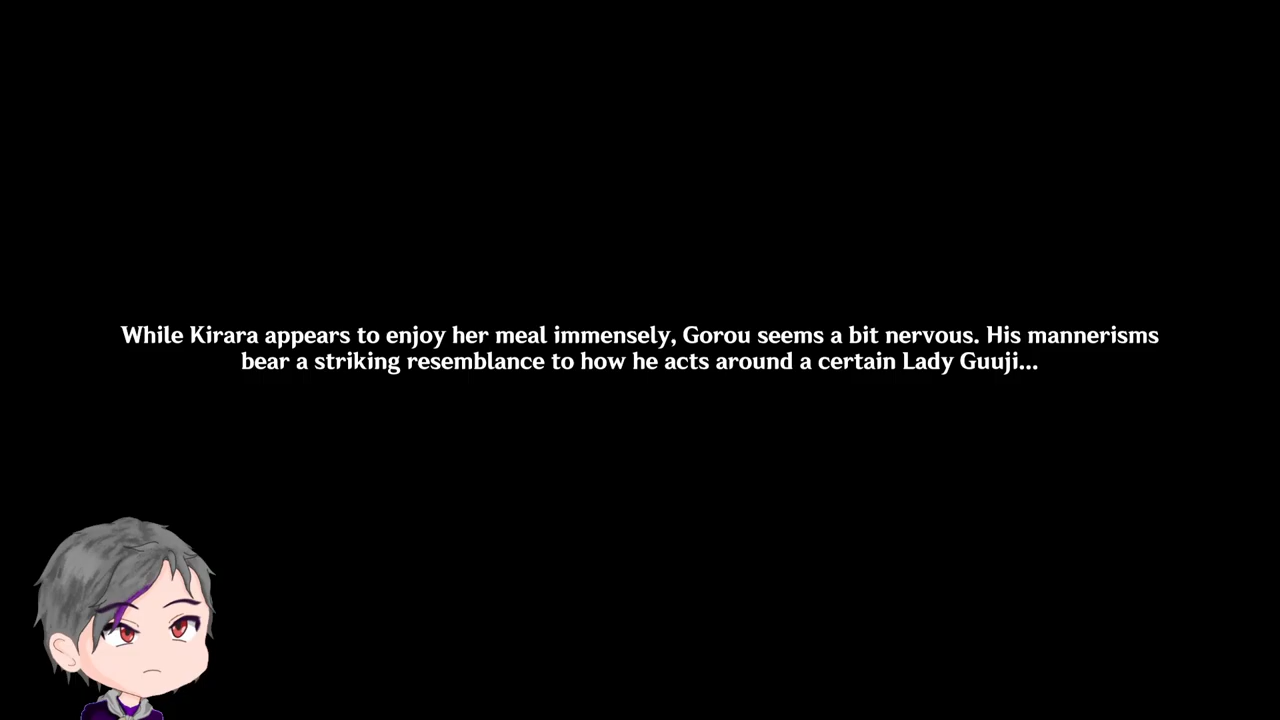 While Kirara appears to enjoy her meal immensely, Gorou seems a bit nervous. His mannerisms
bear a striking resemblance to how he acts around a certain Lady Guuji...